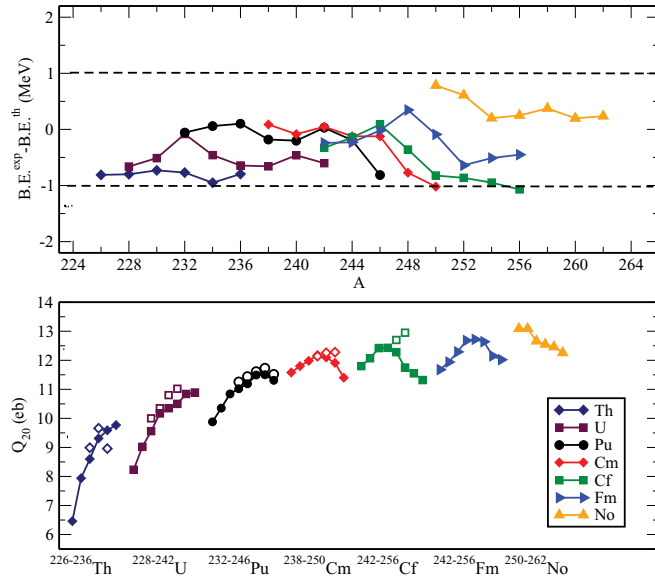 2
1
0
-1
-2
B.E.exp-B.E.th (MeV)
224 228 232 236 240 244 248 252 256 260 264
A
14
13
12
11
10
9
8
7
6
Q20 (eb)
Th
U
Pu
Cm
Cf
Fm
No
226-236Th 228-242U 232-246Pu 238-250Cm 242-256Cf 242-256Fm 250-262No